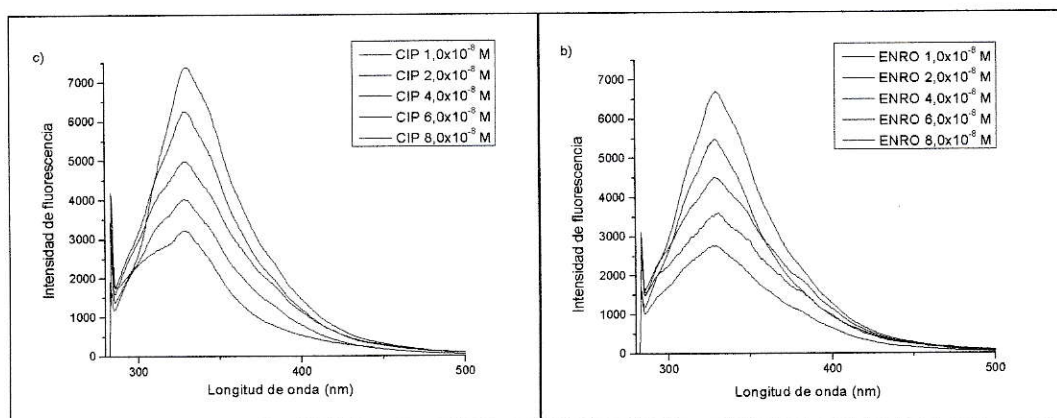 c)
CIP 1,0x10⁻⁸ M
CIP 2,0x10⁻⁸ M
CIP 4,0x10⁻⁸ M
CIP 6,0x10⁻⁸ M
CIP 8,0x10⁻⁸ M
Intensidad de fluorescencia
7000
6000
5000
4000
3000
2000
1000
0
300
400
500
Longitud de onda (nm)
b)
ENRO 1,0x10⁻⁸ M
ENRO 2,0x10⁻⁸ M
ENRO 4,0x10⁻⁸ M
ENRO 6,0x10⁻⁸ M
ENRO 8,0x10⁻⁸ M
Intensidad de fluorescencia
7000
6000
5000
4000
3000
2000
1000
0
300
400
500
Longitud de onda (nm)